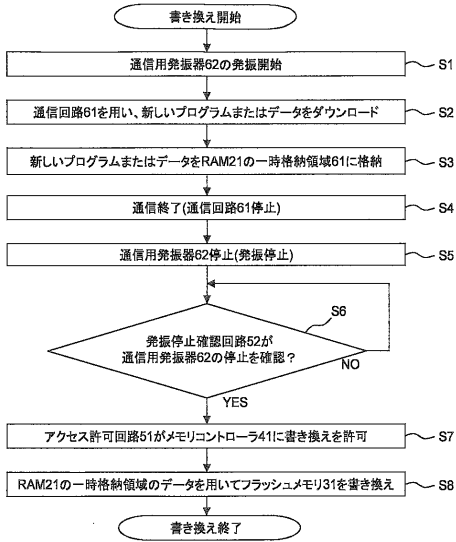 書き換え開始
通信用発振器62の発振開始
S1
通信回路61を用い、新しいプログラムまたはデータをダウンロード
S2
新しいプログラムまたはデータをRAM21の一時格納領域61に格納
S3
通信終了(通信回路61停止)
S4
通信用発振器62停止(発振停止)
S5
S6
発振停止確認回路52が
通信用発振器62の停止を確認？
NO
YES
アクセス許可回路51がメモリコントローラ41に書き換えを許可
S7
RAM21の一時格納領域のデータを用いてフラッシュメモリ31を書き換え
S8
書き換え終了